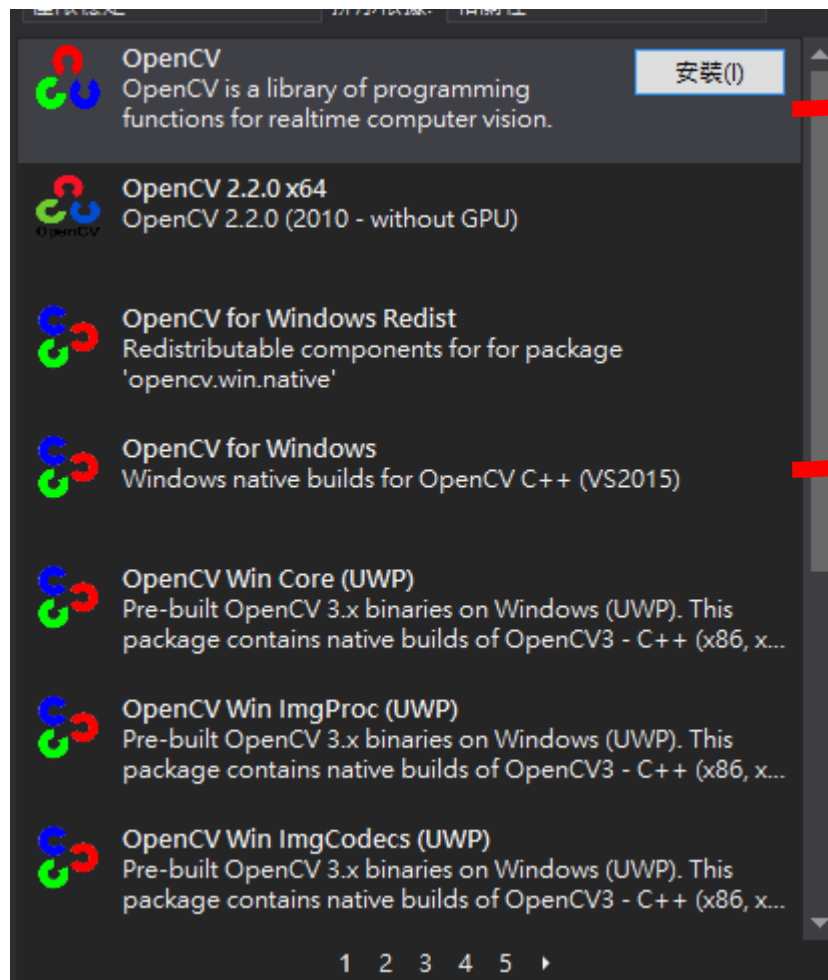 OpenCV
安裝(I)
OpenCV is a library of programming
functions for realtime computer vision.
OpenCV 2.2.0 x64
OpenCV 2.2.0 (2010 - without GPU)
OpenCV
OpenCV for Windows Redist
Redistributable components for for package
'opencv.win.native'
OpenCV for Windows
Windows native builds for OpenCV C++ (VS2015)
OpenCV Win Core (UWP)
Pre-built OpenCV 3.x binaries on Windows (UWP). This
package contains native builds of OpenCV3 - C++ (x86, x...
OpenCV Win ImgProc (UWP)
Pre-built OpenCV 3.x binaries on Windows (UWP). This
package contains native builds of OpenCV3 - C++ (x86, x...
OpenCV Win ImgCodecs (UWP)
Pre-built OpenCV 3.x binaries on Windows (UWP). This
package contains native builds of OpenCV3 - C++ (x86, x...
1 2 3 4 5